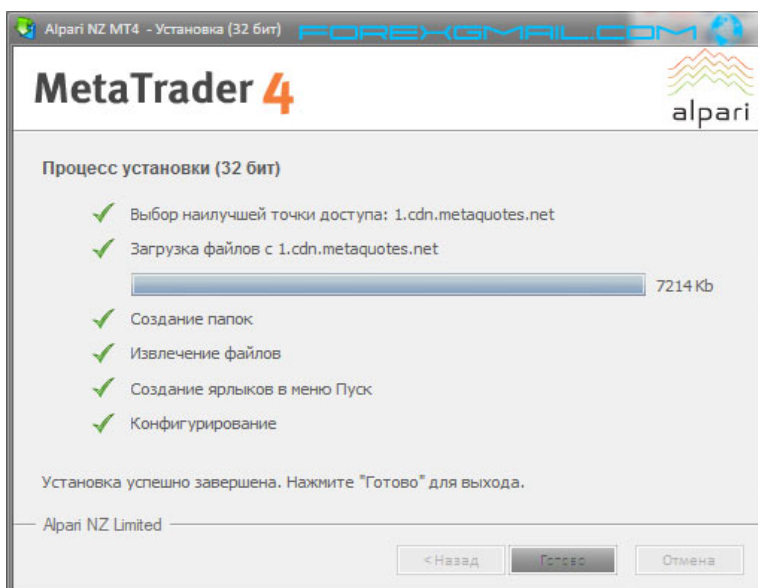 Alpari NZ MT4 - Установка (32 бит) FOREXGMAIL.COM
MetaTrader 4
alpari
Процесс установки (32 бит)
Выбор наилучшей точки доступа: 1.cdn.metaquotes.net
Загрузка файлов с 1.cdn.metaquotes.net
7214 Kb
Создание папок
Извлечение файлов
Создание ярлыков в меню Пуск
Конфигурирование
Установка успешно завершена. Нажмите "Готово" для выхода.
Alpari NZ Limited
< Назад Готово Отмена